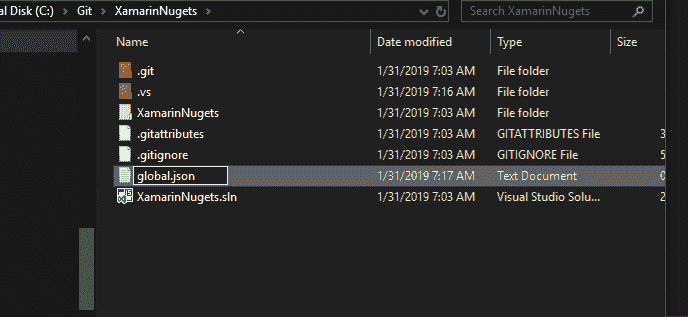 al Disk (C:) > Git > XamarinNugets > Search XamarinNugets
Name Date modified Type Size
.git 1/31/2019 7:03 AM File folder
.vs 1/31/2019 7:16 AM File folder
XamarinNugets 1/31/2019 7:03 AM File folder
.gitattributes 1/31/2019 7:03 AM GITATTRIBUTES File 3
.gitignore 1/31/2019 7:03 AM GITIGNORE File 5
global.json 1/31/2019 7:17 AM Text Document 0
XamarinNugets.sln 1/31/2019 7:03 AM Visual Studio Solu... 2